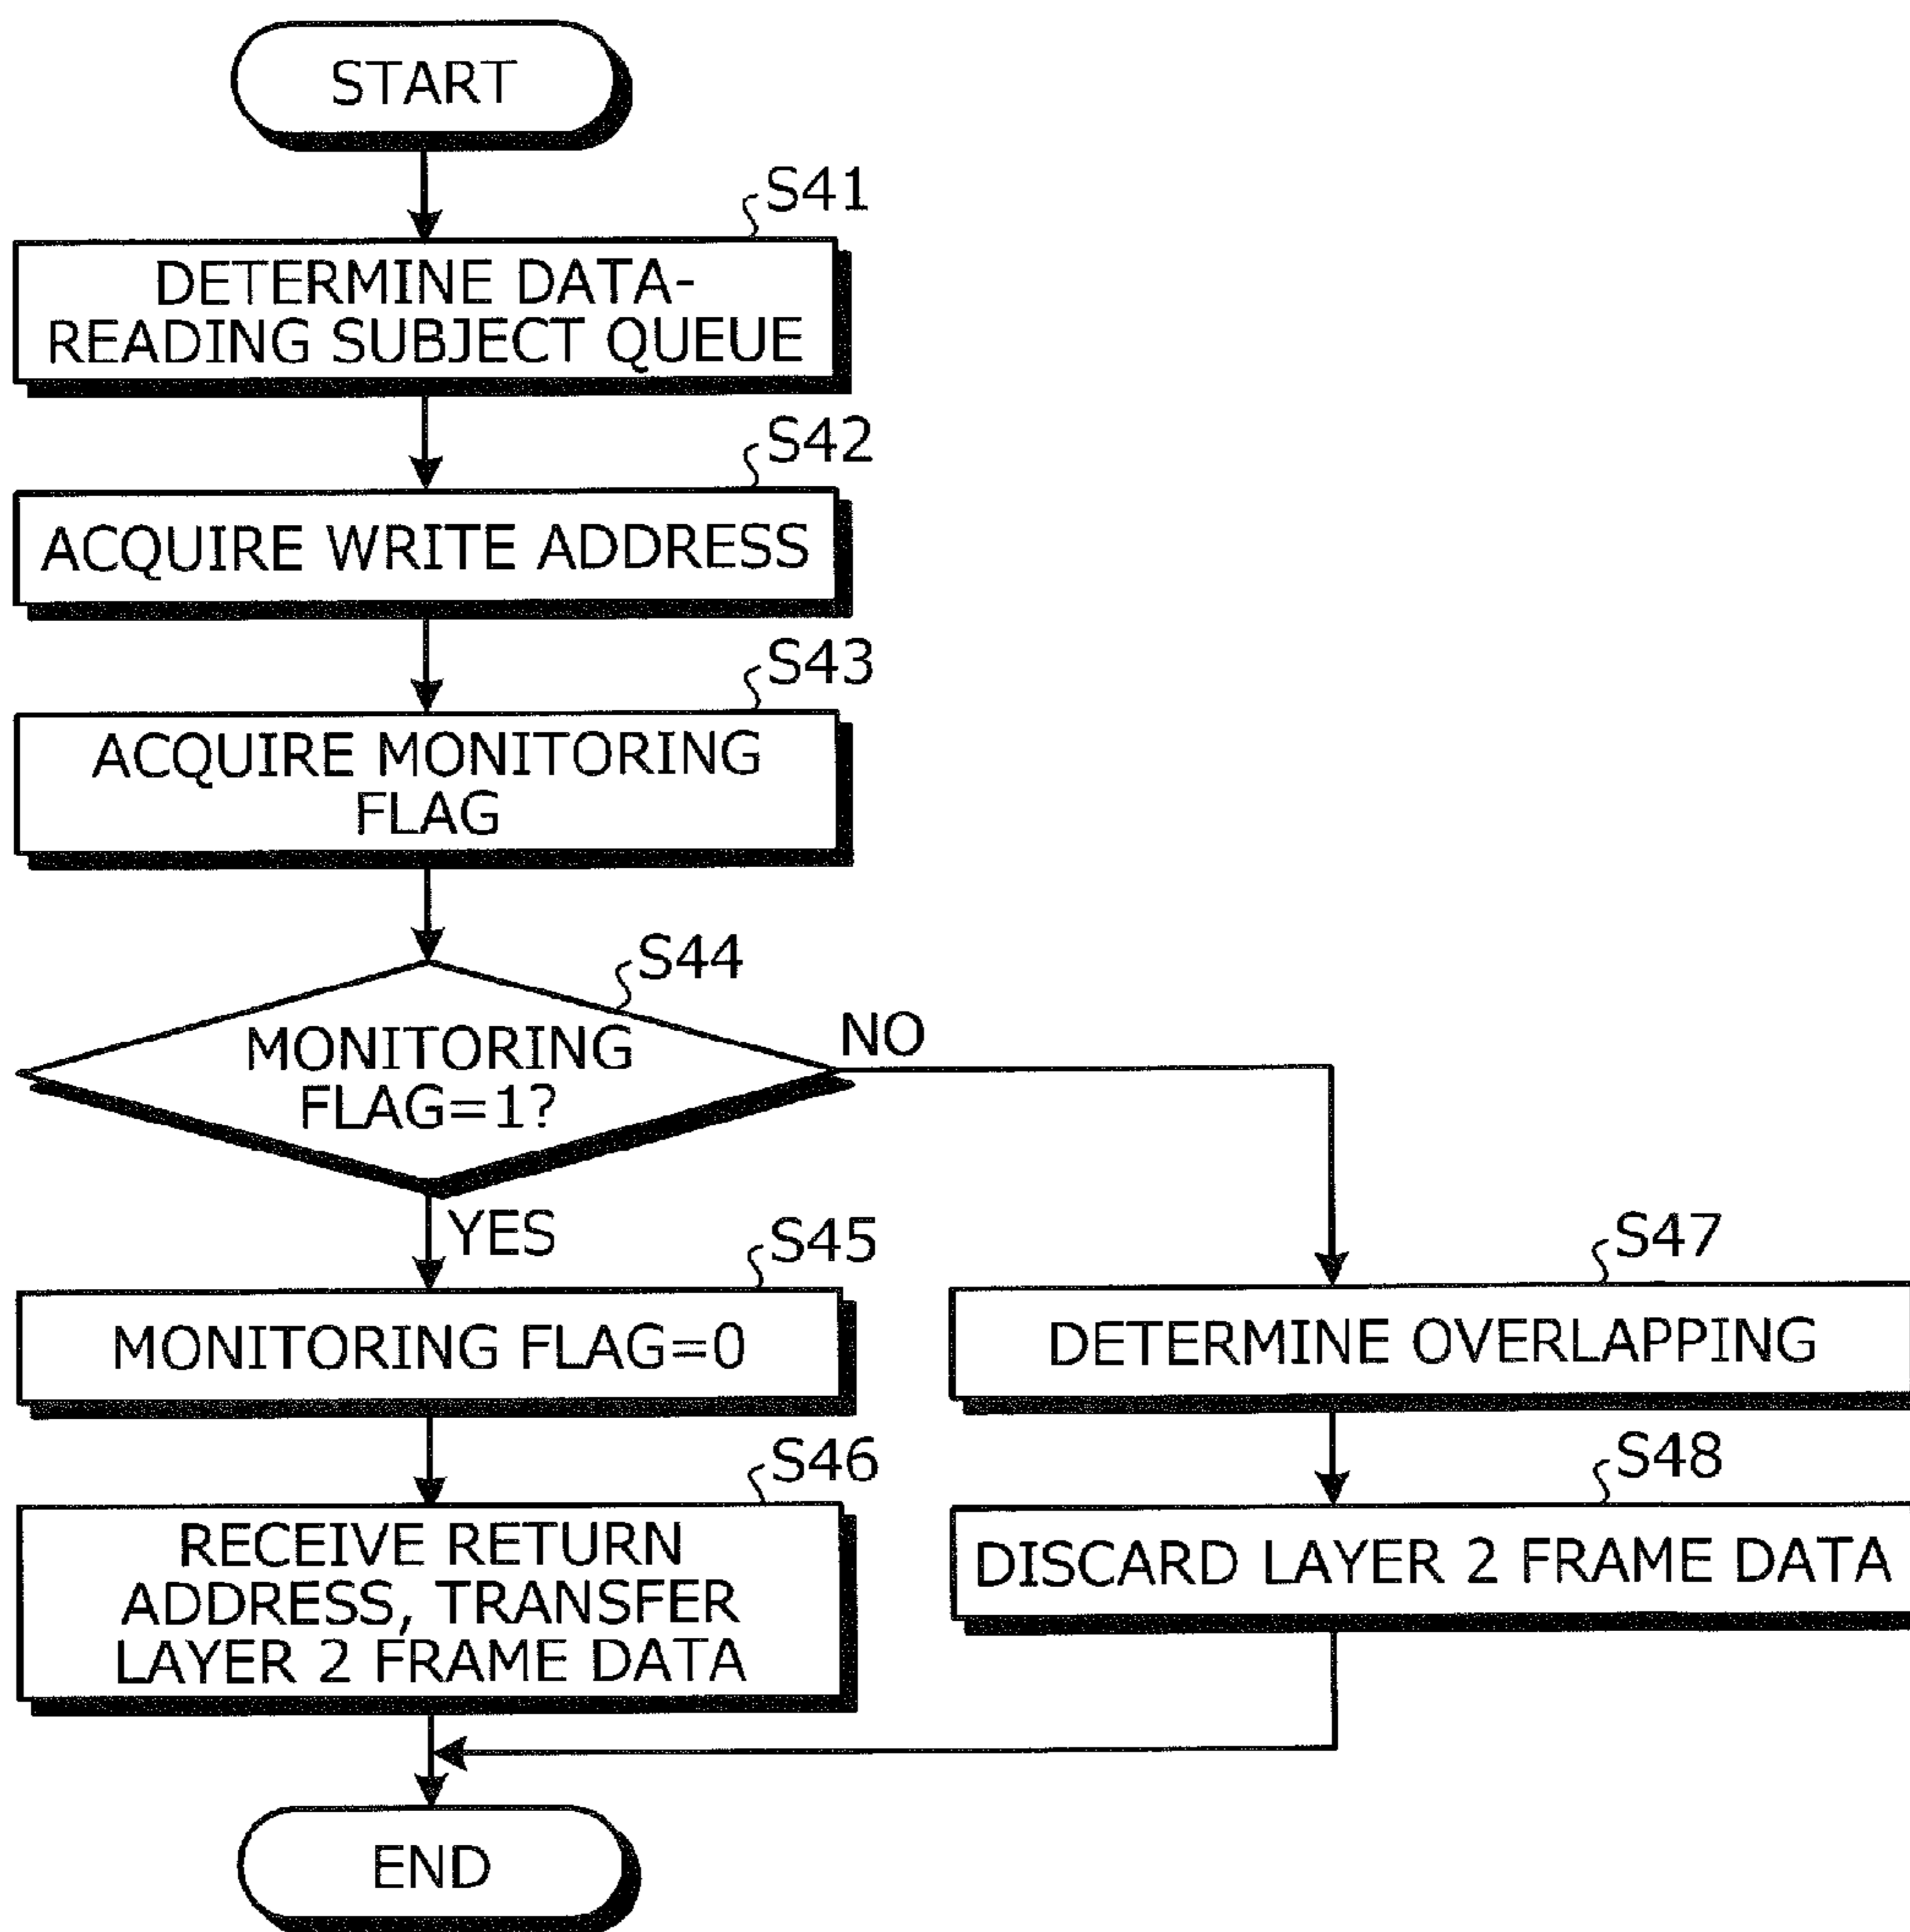 START
S41
DETERMINE DATA-
READING SUBJECT QUEUE
S42
ACQUIRE WRITE ADDRESS
S43
ACQUIRE MONITORING
FLAG
S44
MONITORING
FLAG=1?
NO
YES
S45
MONITORING FLAG=0
S46
RECEIVE RETURN
ADDRESS, TRANSFER
LAYER 2 FRAME DATA
S47
DETERMINE OVERLAPPING
S48
DISCARD LAYER 2 FRAME DATA
END